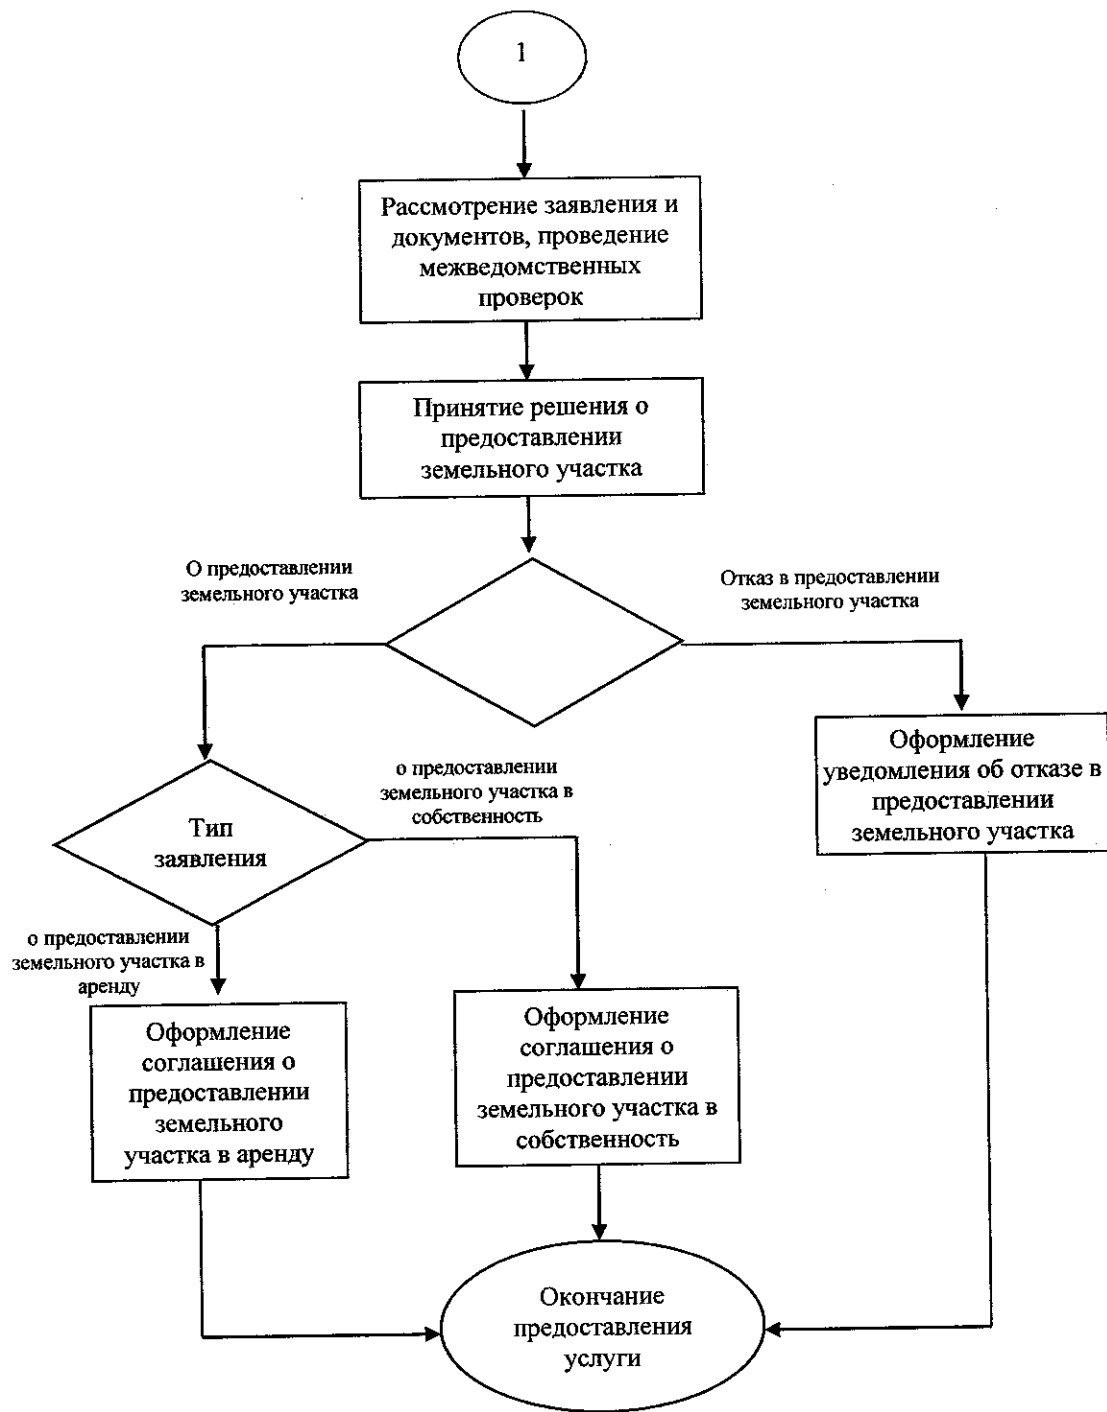 1
Рассмотрение заявления и
документов, проведение
межведомственных
проверок
Принятие решения о
предоставлении
земельного участка
О предоставлении
земельного участка
Отказ в предоставлении
земельного участка
Оформление
уведомления об отказе в
предоставлении
земельного участка
о предоставлении
земельного участка в
собственность
Тип
заявления
о предоставлении
земельного участка в
аренду
Оформление
соглашения о
предоставлении
земельного
участка в аренду
Оформление
соглашения о
предоставлении
земельного участка в
собственность
Окончание
предоставления
услуги